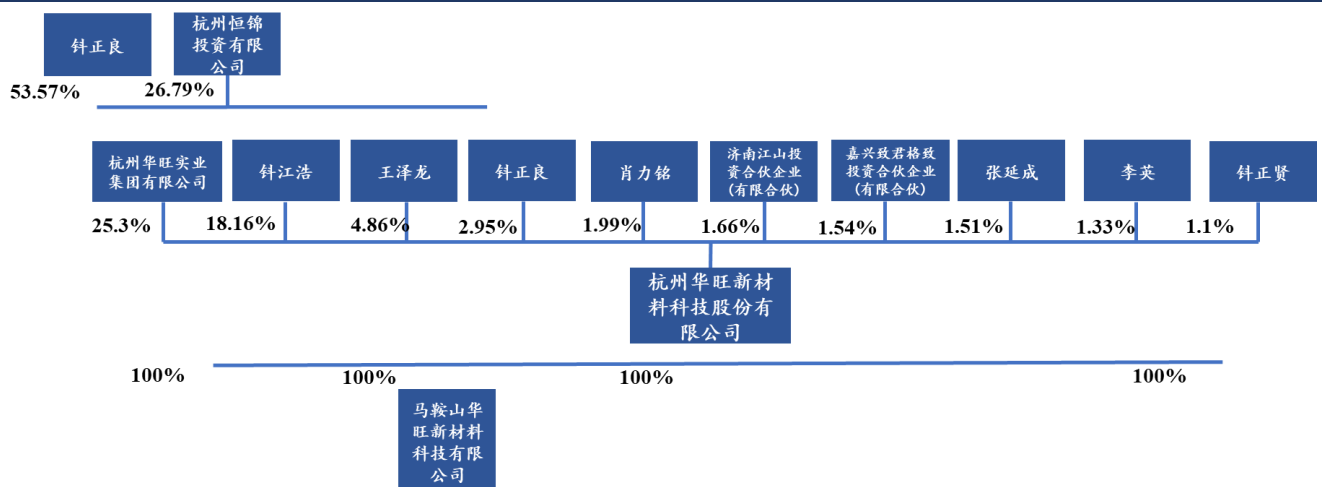 钭正良
杭州恒锦
投资有限
公司
53.57%
26.79%
杭州华旺实业
集团有限公司
钭江浩
王泽龙
钭正良
肖力铭
济南江山投
资合伙企业
(有限合伙)
嘉兴致君格致
投资合伙企业
(有限合伙)
张延成
李英
钭正贤
25.3%
18.16%
4.86%
2.95%
1.99%
1.66%
1.54%
1.51%
1.33%
1.1%
杭州华旺新材
料科技股份有
限公司
100%
100%
100%
100%
马鞍山华
旺新材料
科技有限
公司